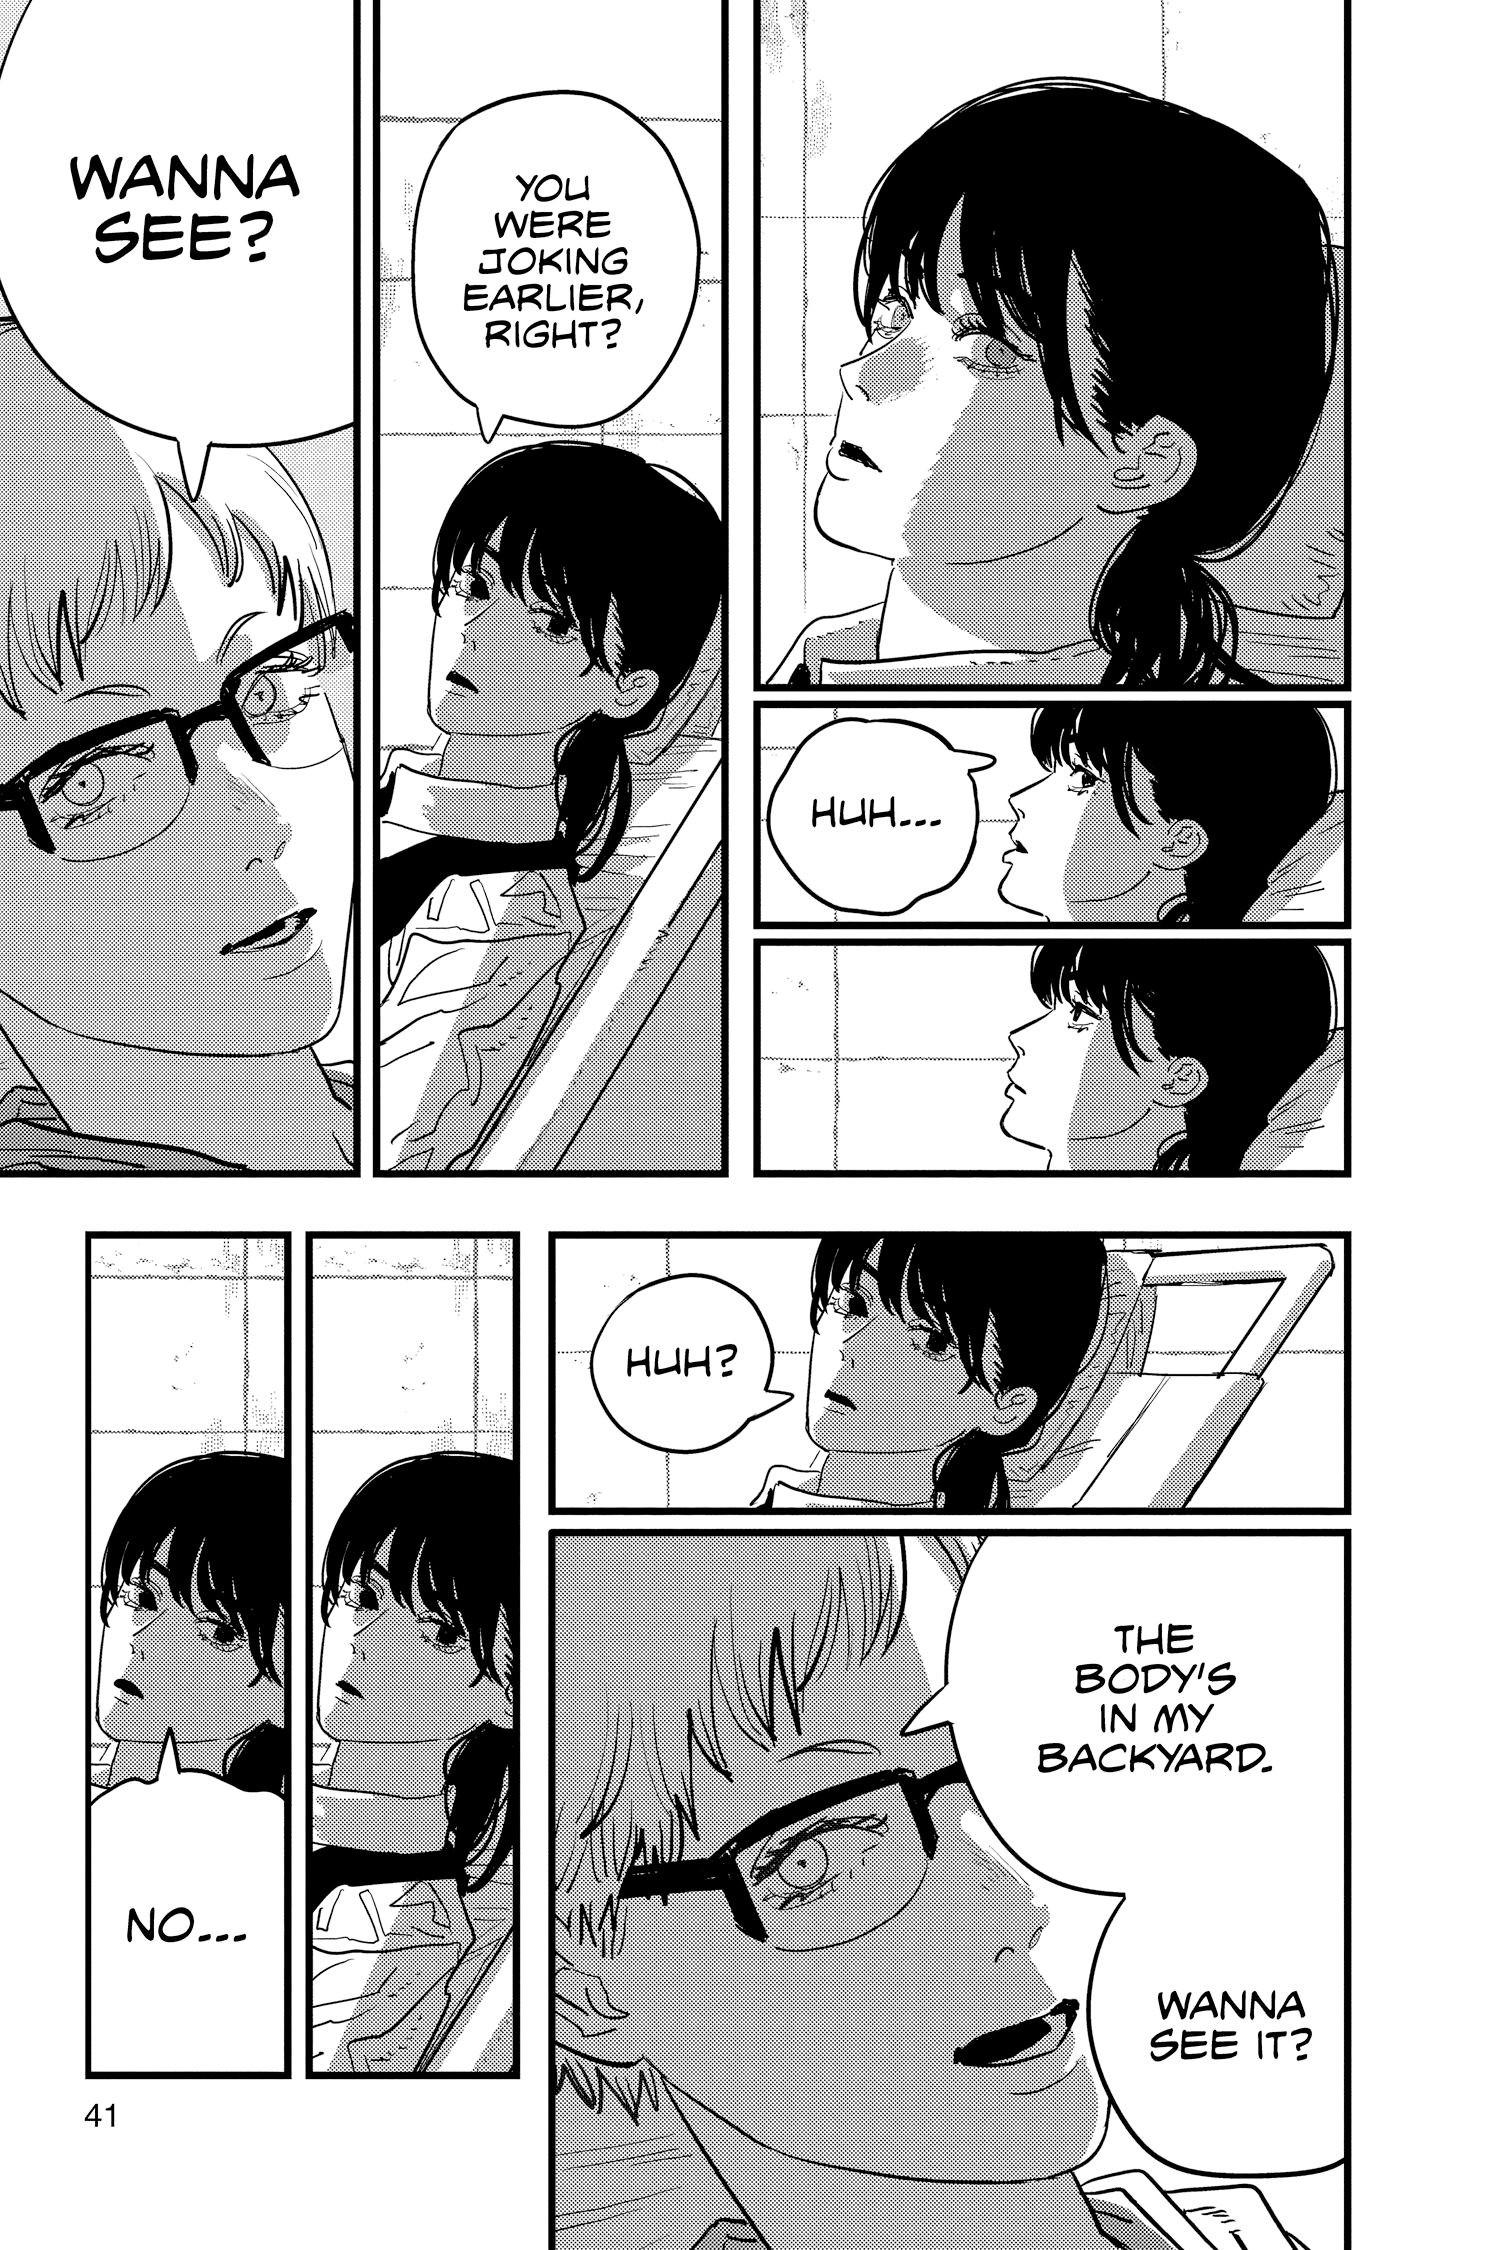 HUH...
YOU
WERE
JOKING
EARLIER,
RIGHT?
WANNA
SEE?
HUH?
THE
BODY'S
IN MY
BACKYARD.
WANNA
SEE IT?
NO...
41